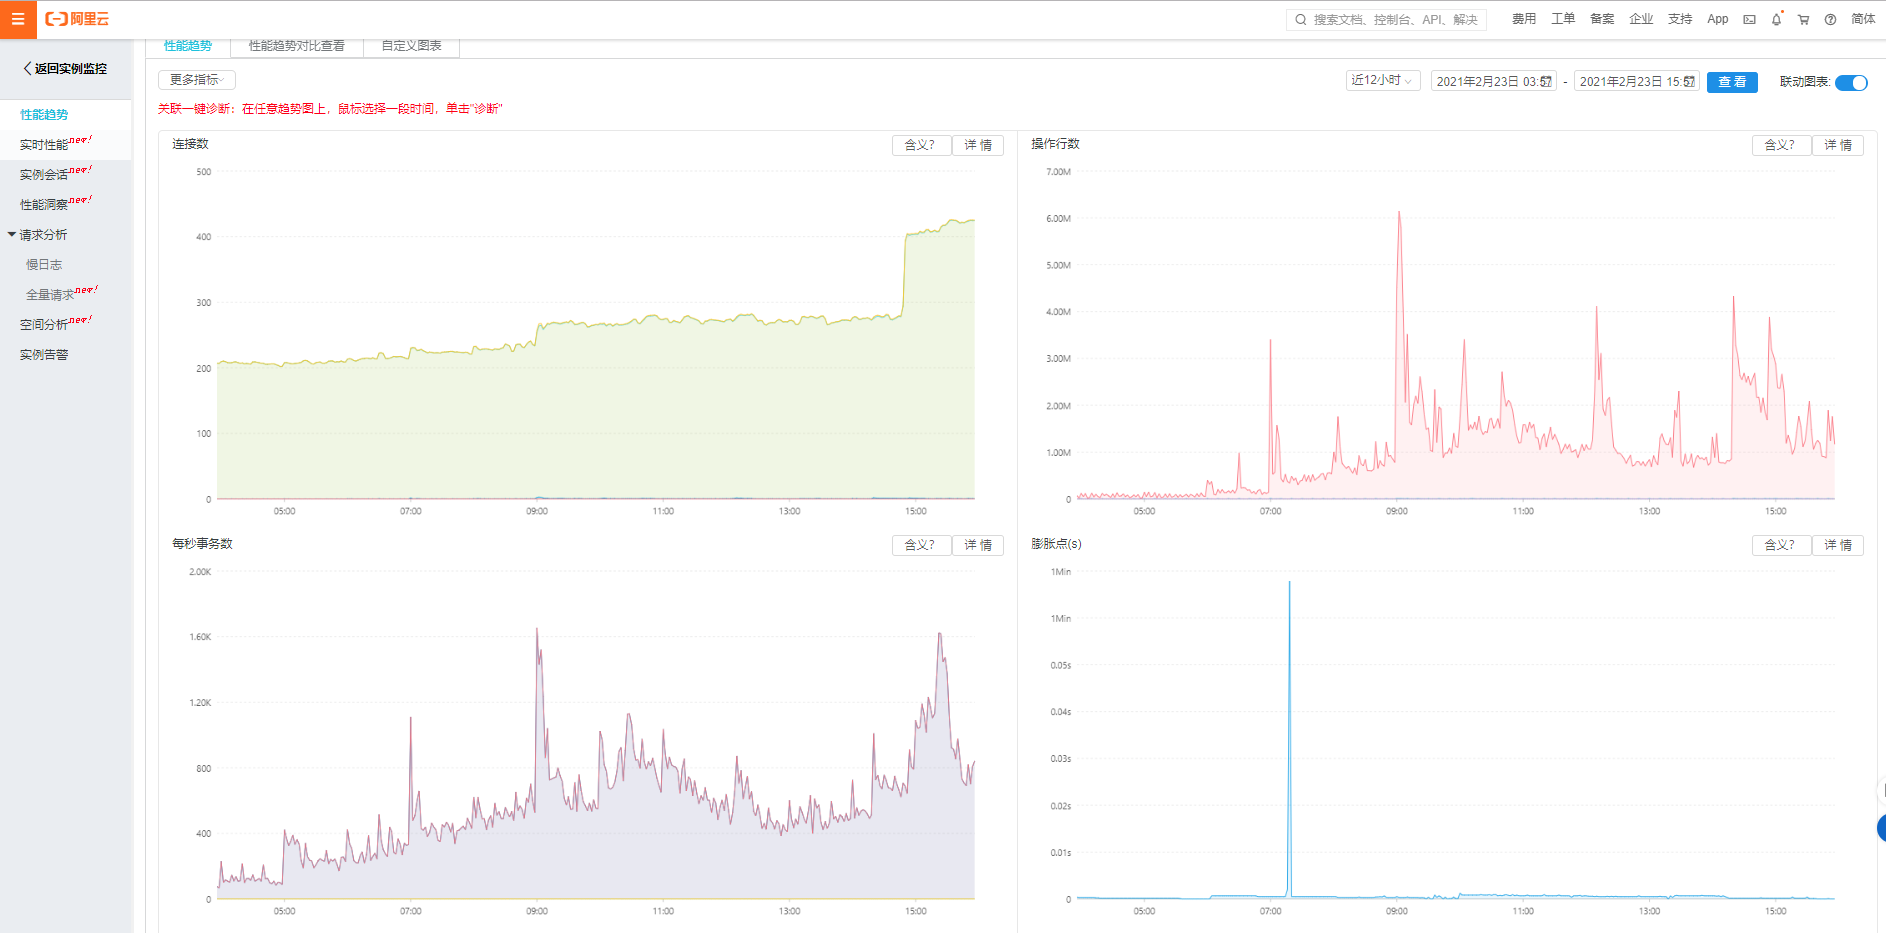 阿里云
搜索文档、控制台、API、解决
费用 工单 备案 企业 支持 App 简体
返回实例监控
性能趋势
实时性能new!
实例会话new!
性能洞察new!
请求分析
慢日志
全量请求new!
空间分析new!
实例告警
性能趋势 性能趋势对比查看 自定义图表
更多指标
近12小时 2021年2月23日 03:57 - 2021年2月23日 15:57 查 看 联动图表:
关联一键诊断：在任意趋势图上，鼠标选择一段时间，单击"诊断"
连接数 含义? 详 情
500
400
300
200
100
0
05:00 07:00 09:00 11:00 13:00 15:00
操作行数 含义? 详 情
7.00M
6.00M
5.00M
4.00M
3.00M
2.00M
1.00M
0
05:00 07:00 09:00 11:00 13:00 15:00
每秒事务数 含义? 详 情
2.00K
1.60K
1.20K
800
400
0
05:00 07:00 09:00 11:00 13:00 15:00
膨胀点(s) 含义? 详 情
1Min
1Min
0.05s
0.04s
0.03s
0.02s
0.01s
0
05:00 07:00 09:00 11:00 13:00 15:00